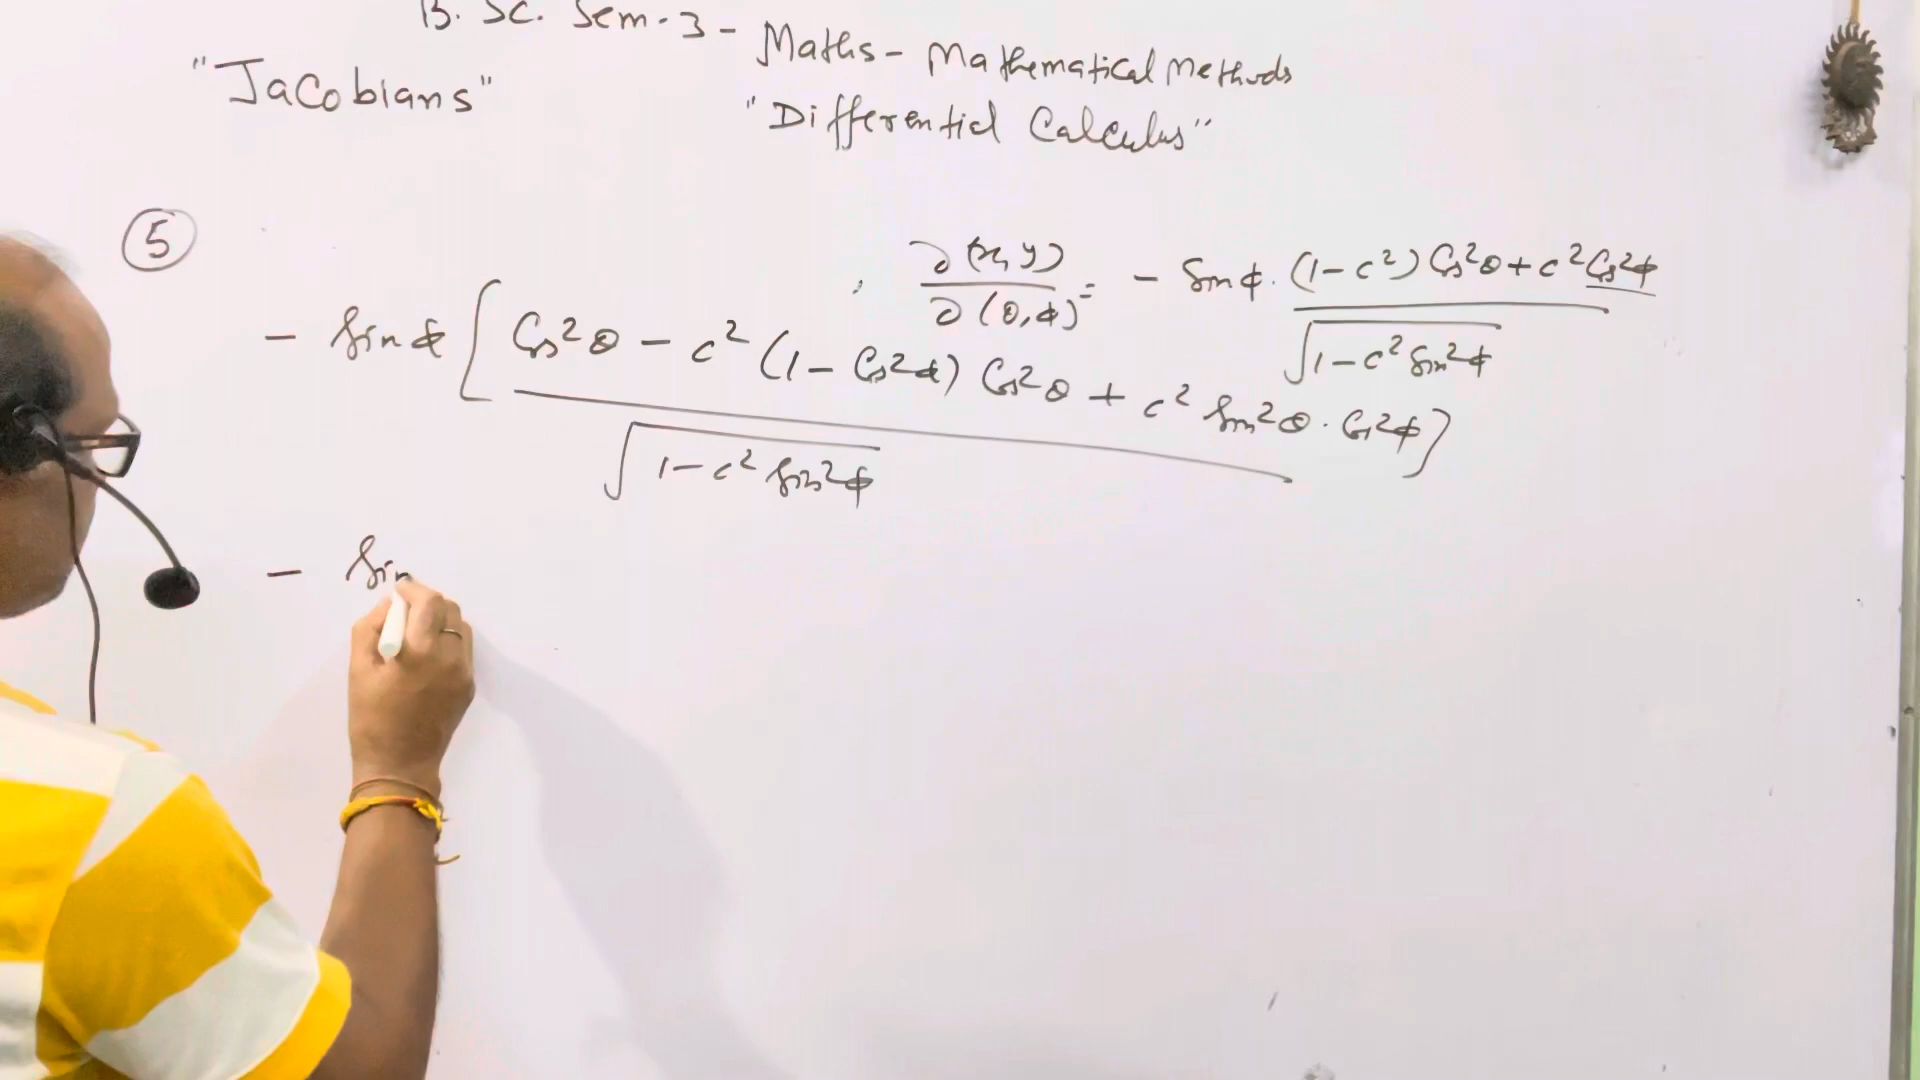 B. Sc. Sem-3 - Maths - Mathematical Methods
"Jacobians"
"Differential Calculus"
⑤
∂(x, y) / ∂(θ, φ) = - Sin φ. (1-c²) Cos²θ + c² Cos²φ / √(1-c² Sin²φ)
- Sin φ [ Cos²θ - c² (1 - Cos²φ) Cos²θ + c² Sin²θ . Cos²φ ]
√(1-c² Sin²φ)
- Sin